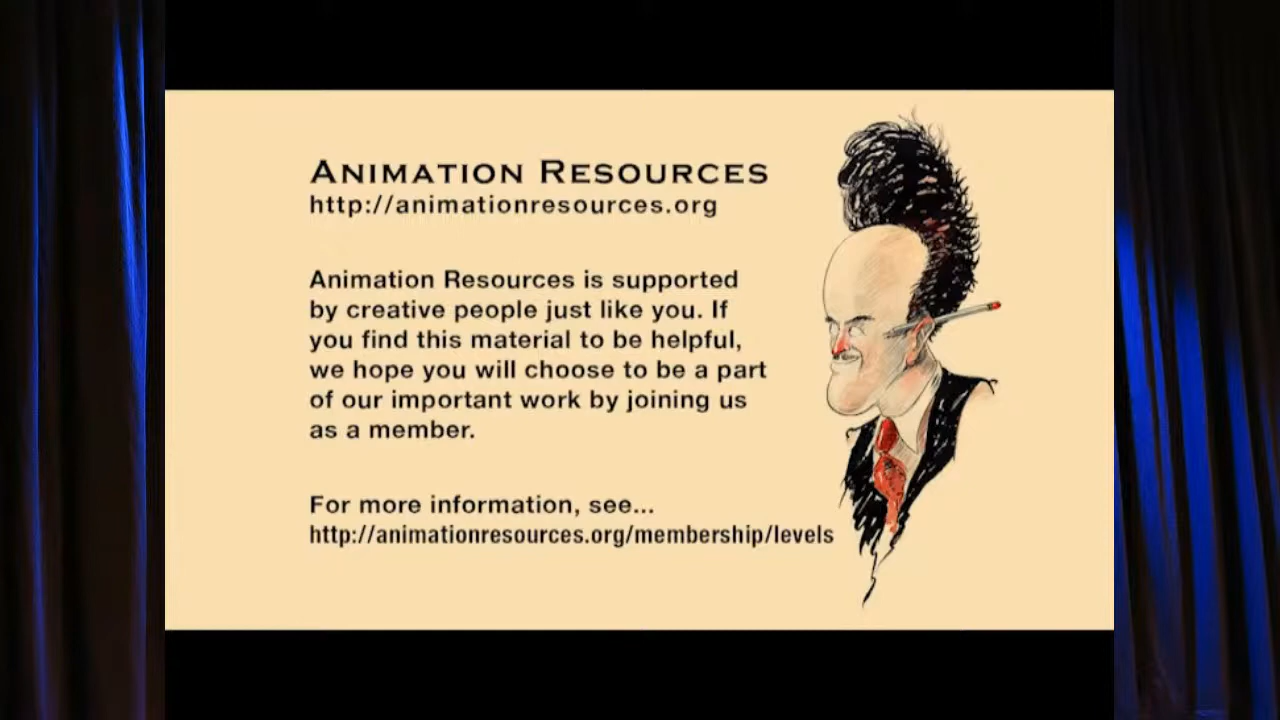 ANIMATION RESOURCES
http://animationresources.org
Animation Resources is supported
by creative people just like you. If
you find this material to be helpful,
we hope you will choose to be a part
of our important work by joining us
as a member.
For more information, see...
http://animationresources.org/membership/levels